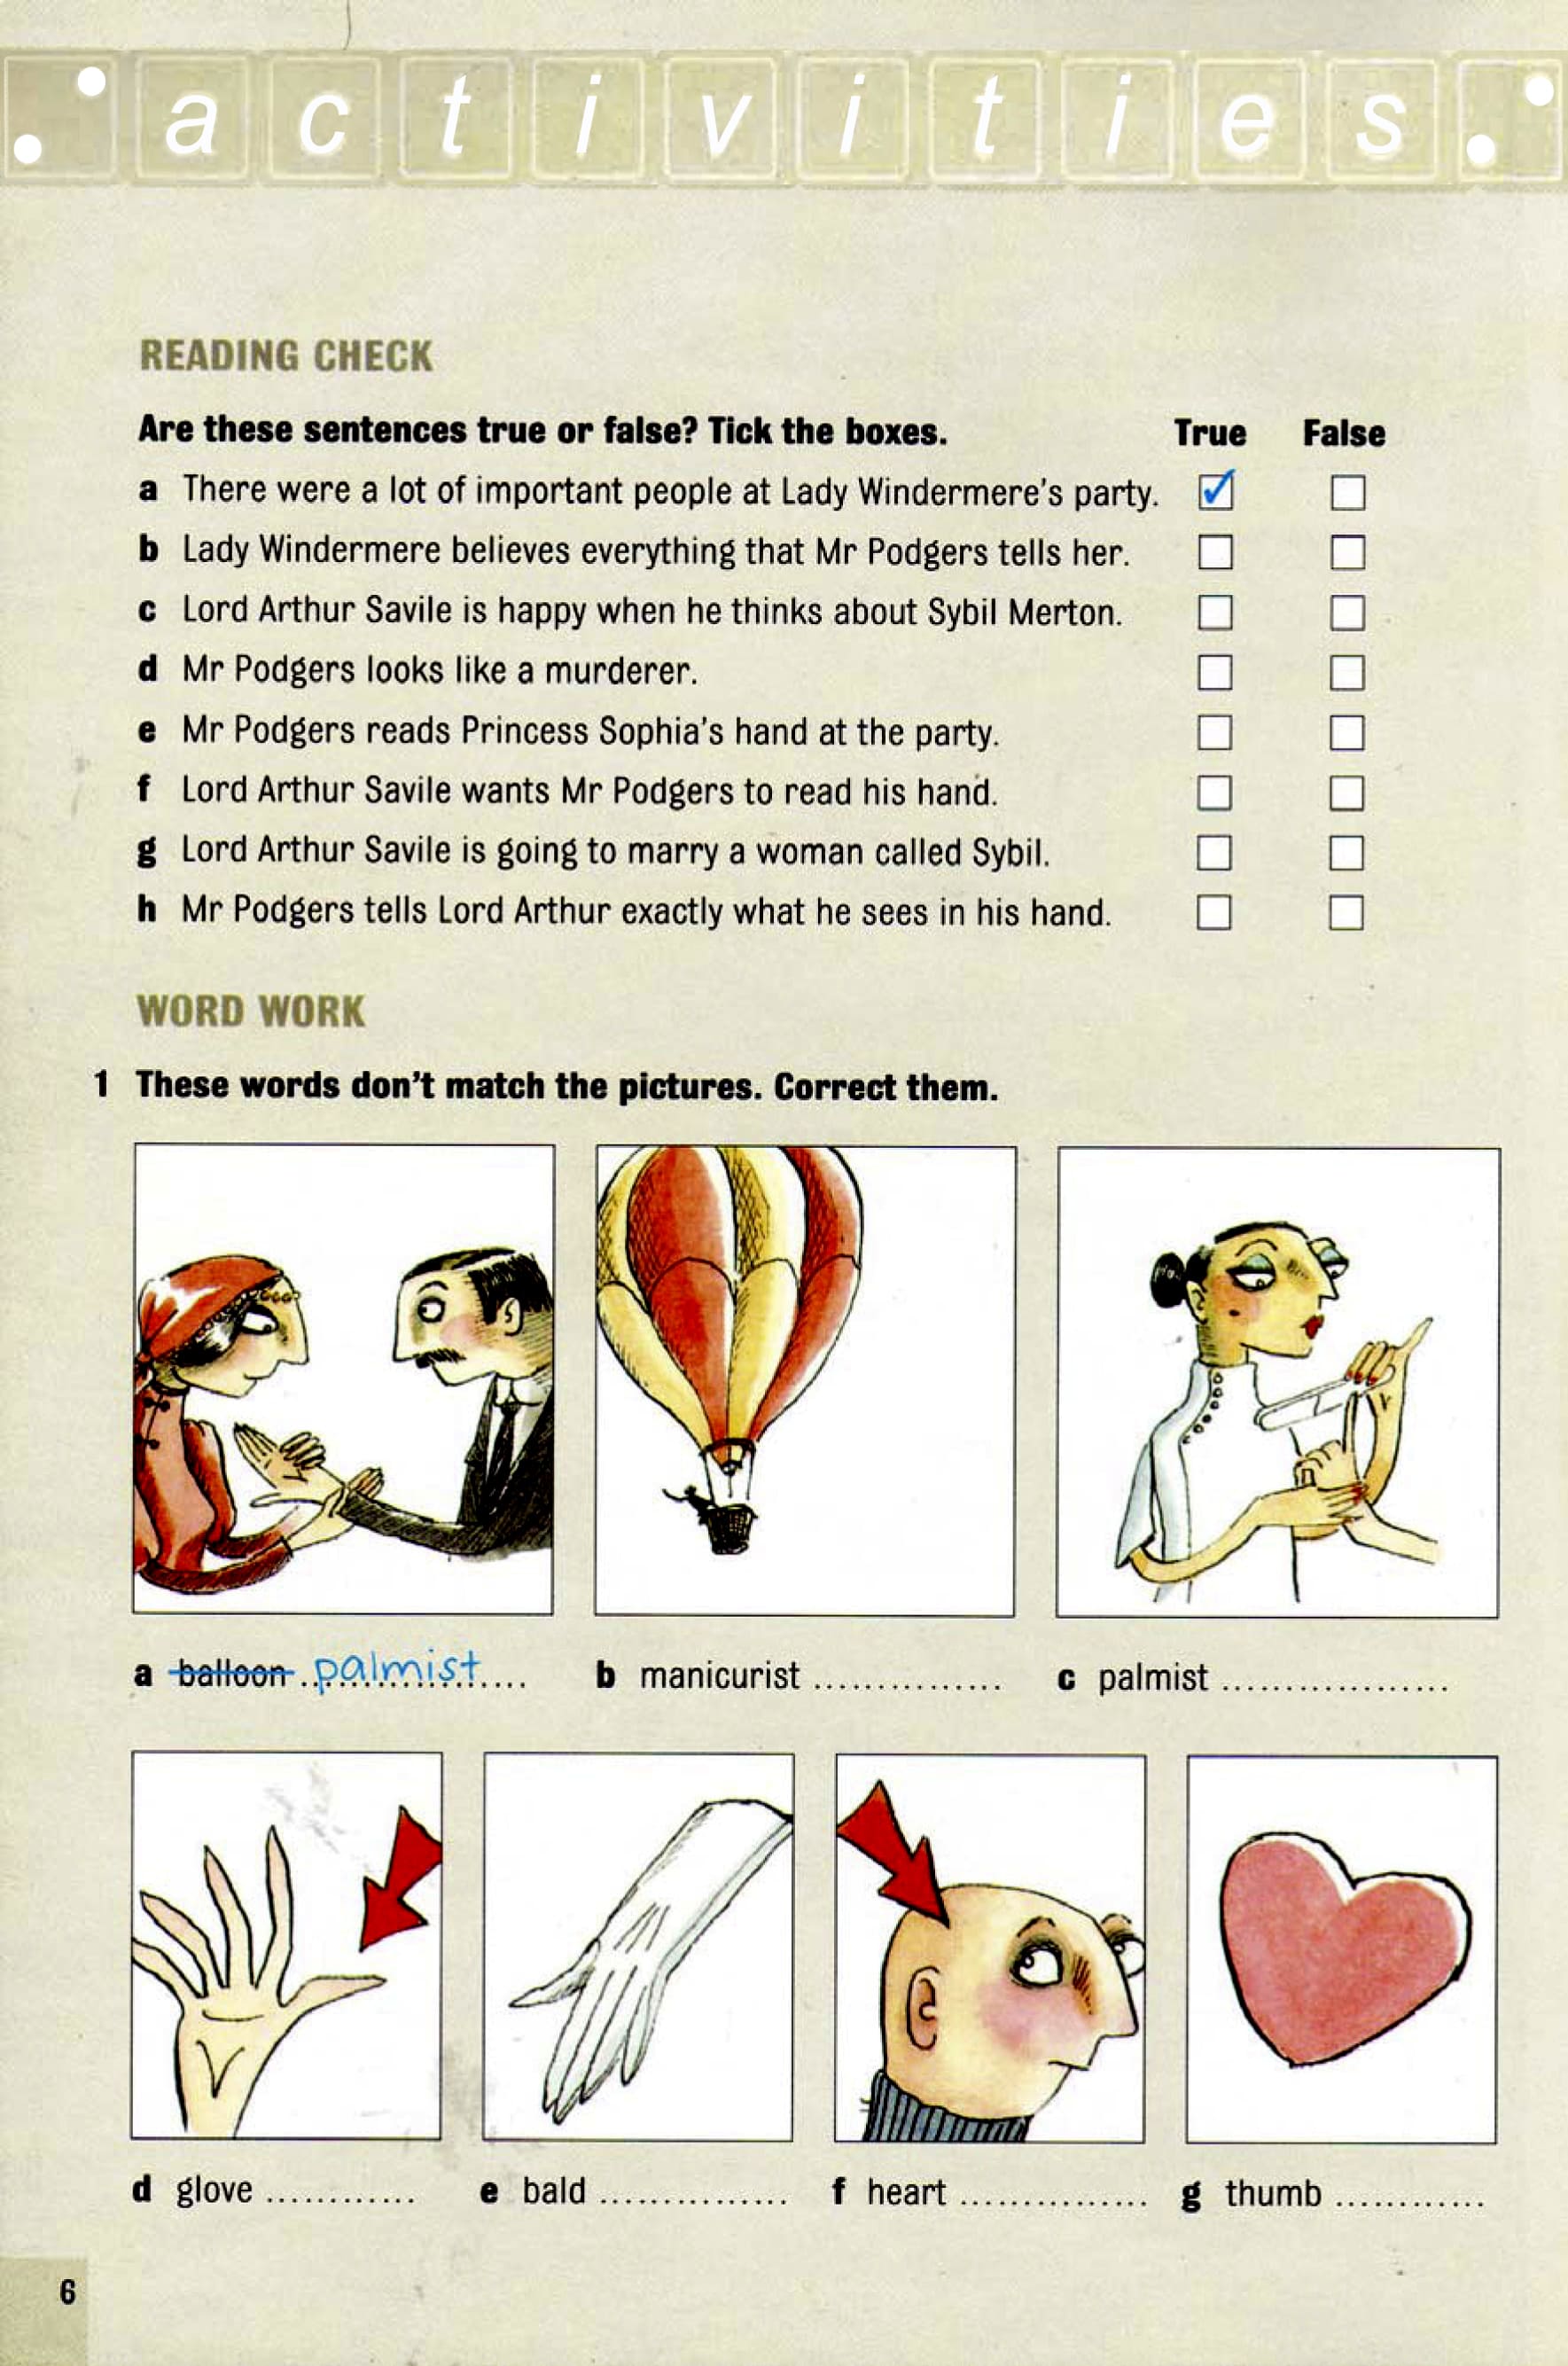 activities
READING CHECK
Are these sentences true or false? Tick the boxes. True False
a There were a lot of important people at Lady Windermere's party. ✓
b Lady Windermere believes everything that Mr Podgers tells her.
c Lord Arthur Savile is happy when he thinks about Sybil Merton.
d Mr Podgers looks like a murderer.
e Mr Podgers reads Princess Sophia's hand at the party.
f Lord Arthur Savile wants Mr Podgers to read his hand.
g Lord Arthur Savile is going to marry a woman called Sybil.
h Mr Podgers tells Lord Arthur exactly what he sees in his hand.
WORD WORK
1 These words don't match the pictures. Correct them.
a balloon palmist b manicurist ............... c palmist ..................
d glove ............ e bald ............... f heart ............... g thumb ............
6